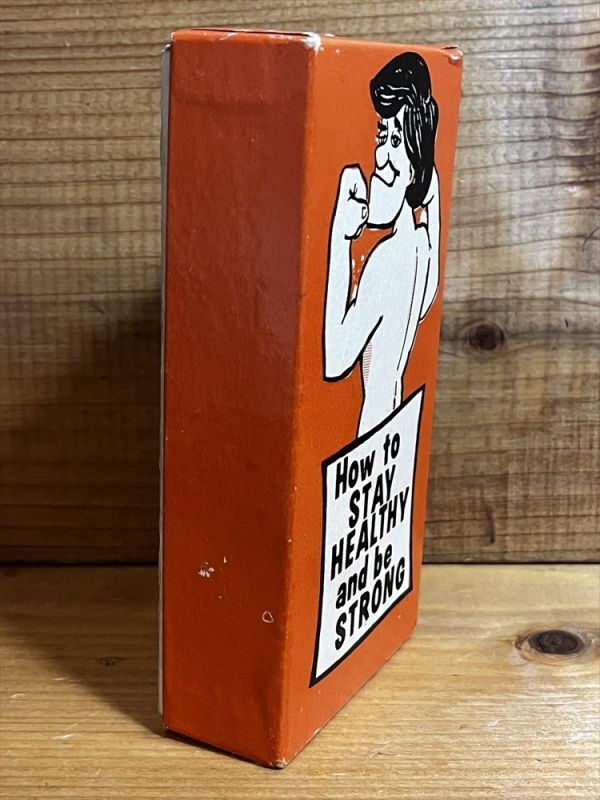 How to
STAY
HEALTHY
and be
STRONG